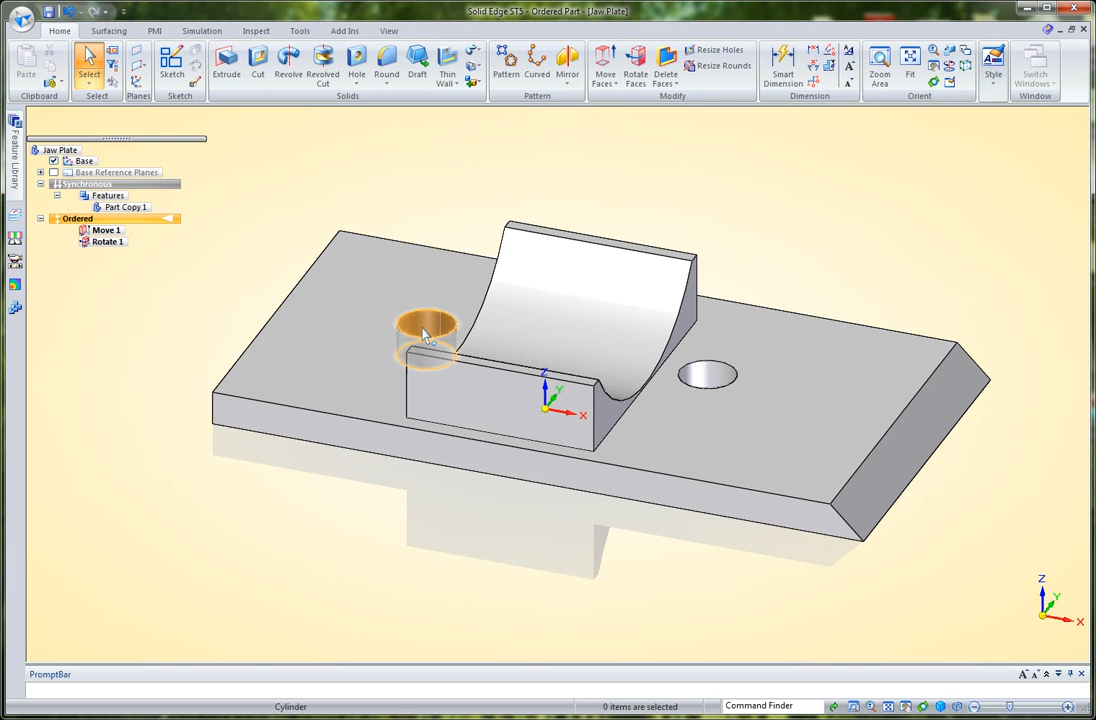 Solid Edge ST5 - Ordered Part - [Jaw Plate]
Home Surfacing PMI Simulation Inspect Tools Add Ins View
Paste
Select
Sketch
Extrude Cut Revolve Revolved Cut Hole Round Draft Thin Wall
Pattern Curved Mirror
Move Faces Rotate Faces Delete Faces
Resize Holes
Resize Rounds
Smart Dimension
Zoom Area Fit
Style
Switch Windows
Clipboard Select Planes Sketch Solids Pattern Modify Dimension Orient Window
Feature Library
Jaw Plate
Base
Base Reference Planes
Synchronous
Features
Part Copy 1
Ordered
Move 1
Rotate 1
Z
Y
X
Z
Y
X
PromptBar
Cylinder 0 items are selected Command Finder